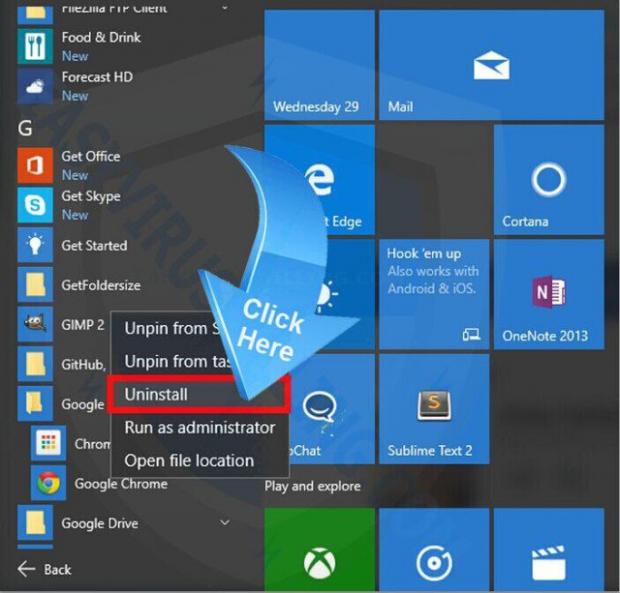 FileZilla FTP Client
Food & Drink
New
Forecast HD
New
G
Get Office
New
Get Skype
New
Get Started
GetFoldersize
GIMP 2
GitHub,
Google
Chrom
Google Chrome
Google Drive
Back
Unpin from S
Unpin from tas
Uninstall
Run as administrator
Open file location
Click
Here
Wednesday 29
Mail
t Edge
Cortana
Hook 'em up
Also works with
Android & iOS.
OneNote 2013
Chat
Sublime Text 2
Play and explore